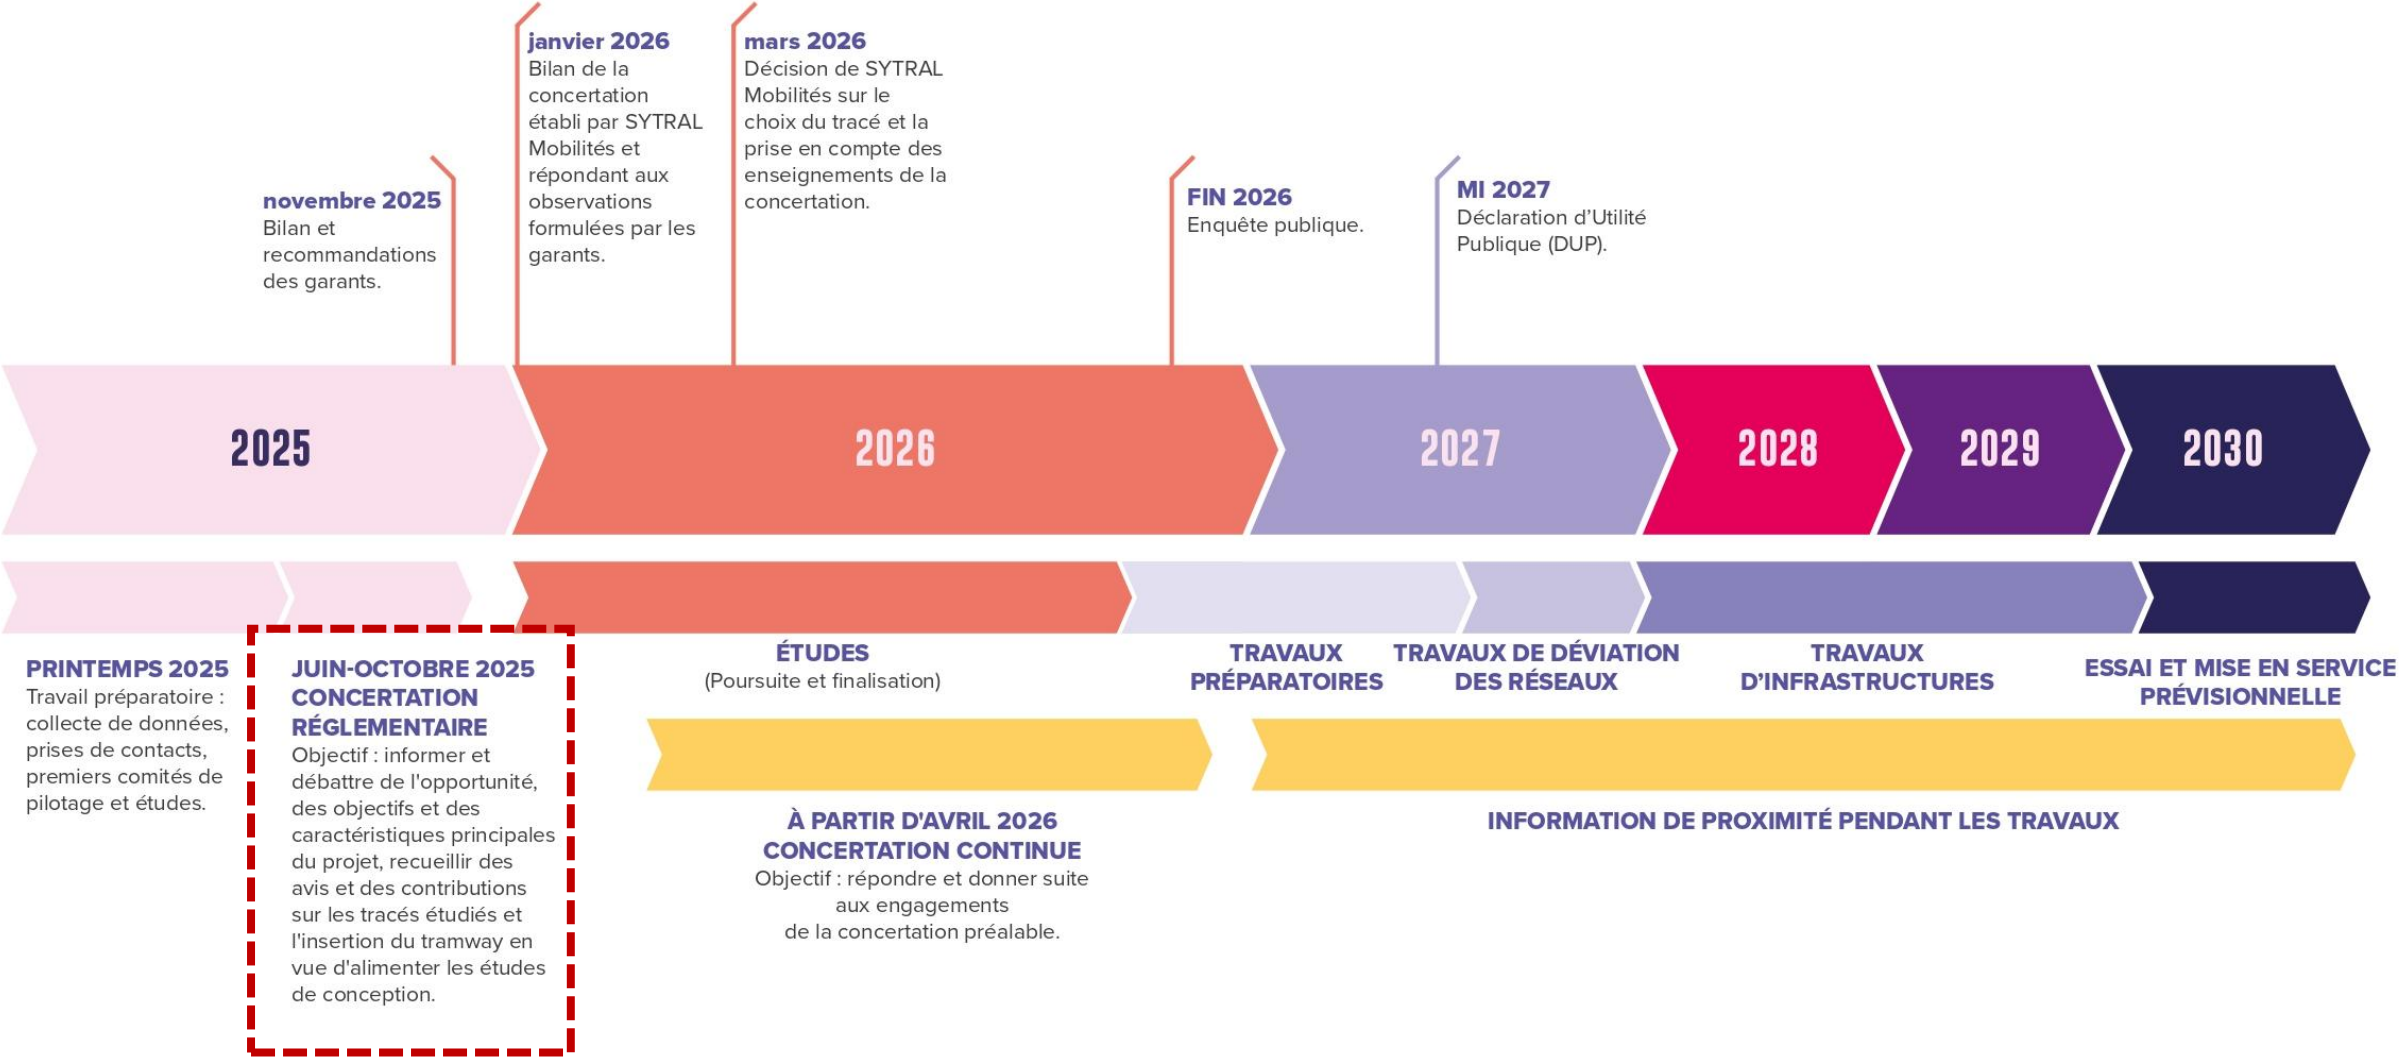 janvier 2026
Bilan de la
concertation
établi par SYTRAL
Mobilités et
répondant aux
observations
formulées par les
garants.
mars 2026
Décision de SYTRAL
Mobilités sur le
choix du tracé et la
prise en compte des
enseignements de la
concertation.
novembre 2025
Bilan et
recommandations
des garants.
FIN 2026
Enquête publique.
MI 2027
Déclaration d’Utilité
Publique (DUP).
2025
2026
2027
2028
2029
2030
PRINTEMPS 2025
Travail préparatoire :
collecte de données,
prises de contacts,
premiers comités de
pilotage et études.
JUIN-OCTOBRE 2025
CONCERTATION
RÉGLEMENTAIRE
Objectif : informer et
débattre de l'opportunité,
des objectifs et des
caractéristiques principales
du projet, recueillir des
avis et des contributions
sur les tracés étudiés et
l'insertion du tramway en
vue d'alimenter les études
de conception.
ÉTUDES
(Poursuite et finalisation)
TRAVAUX
PRÉPARATOIRES
TRAVAUX DE DÉVIATION
DES RÉSEAUX
TRAVAUX
D’INFRASTRUCTURES
ESSAI ET MISE EN SERVICE
PRÉVISIONNELLE
À PARTIR D'AVRIL 2026
CONCERTATION CONTINUE
Objectif : répondre et donner suite
aux engagements
de la concertation préalable.
INFORMATION DE PROXIMITÉ PENDANT LES TRAVAUX